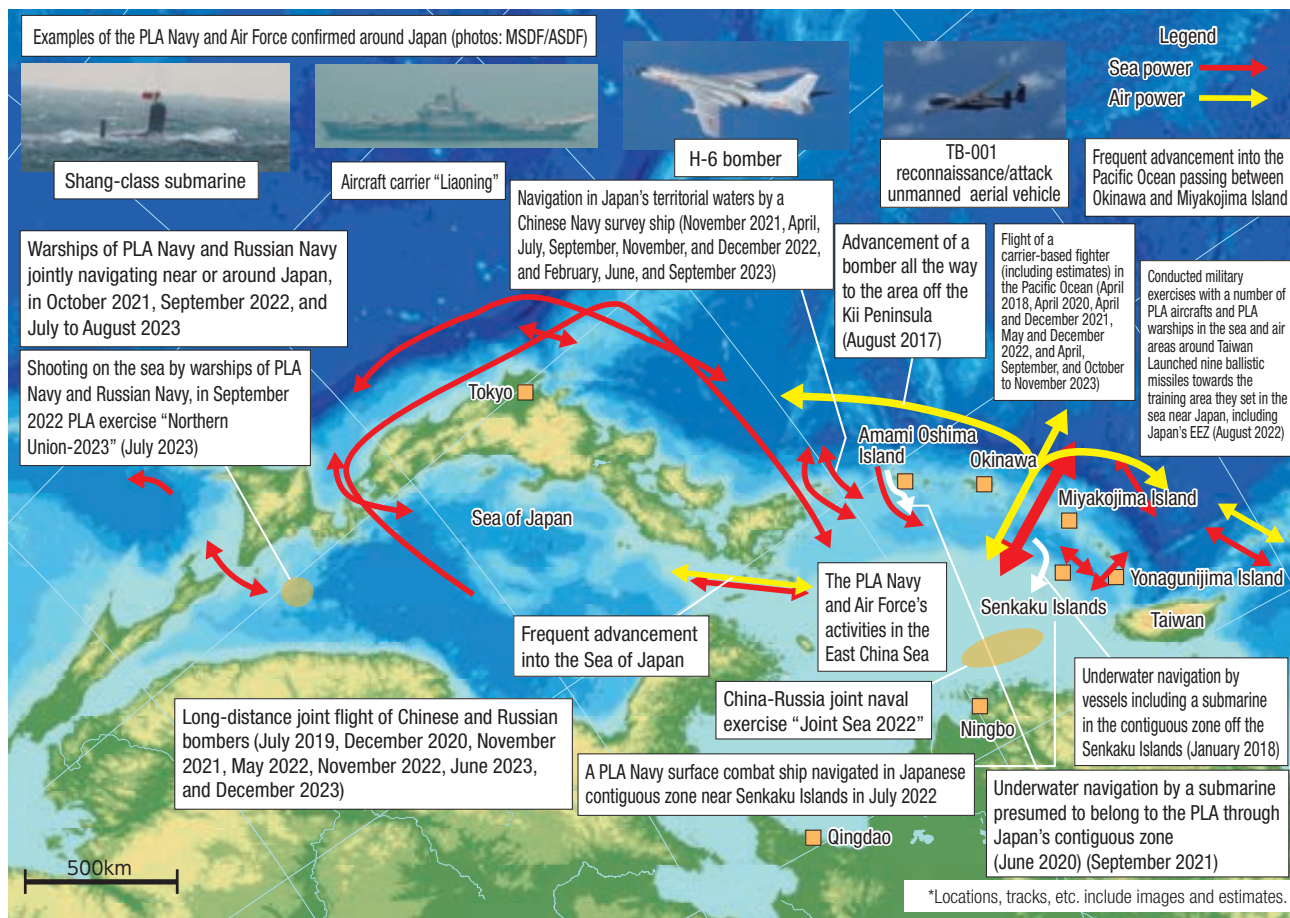 Examples of the PLA Navy and Air Force confirmed around Japan (photos: MSDF/ASDF)
Legend
Sea power
Air power
Shang-class submarine
Aircraft carrier “Liaoning”
H-6 bomber
TB-001
reconnaissance/attack
unmanned aerial vehicle
Frequent advancement into the
Pacific Ocean passing between
Okinawa and Miyakojima Island
Warships of PLA Navy and Russian Navy
jointly navigating near or around Japan,
in October 2021, September 2022, and
July to August 2023
Navigation in Japan’s territorial waters by a
Chinese Navy survey ship (November 2021, April,
July, September, November, and December 2022,
and February, June, and September 2023)
Advancement of a
bomber all the way
to the area off the
Kii Peninsula
(August 2017)
Flight of a
carrier-based fighter
(including estimates) in
the Pacific Ocean (April
2018, April 2020, April
and December 2021,
May and December
2022, and April,
September, and October
to November 2023)
Conducted military
exercises with a number of
PLA aircrafts and PLA
warships in the sea and air
areas around Taiwan
Launched nine ballistic
missiles towards the
training area they set in the
sea near Japan, including
Japan’s EEZ (August 2022)
Shooting on the sea by warships of PLA
Navy and Russian Navy, in September
2022 PLA exercise “Northern
Union-2023” (July 2023)
Tokyo
Amami Oshima
Island
Okinawa
Miyakojima Island
Sea of Japan
Yonagunijima Island
Senkaku Islands
Taiwan
The PLA Navy
and Air Force’s
activities in the
East China Sea
Frequent advancement
into the Sea of Japan
China-Russia joint naval
exercise “Joint Sea 2022”
Ningbo
Underwater navigation by
vessels including a submarine
in the contiguous zone off the
Senkaku Islands (January 2018)
Long-distance joint flight of Chinese and Russian
bombers (July 2019, December 2020, November
2021, May 2022, November 2022, June 2023,
and December 2023)
A PLA Navy surface combat ship navigated in Japanese
contiguous zone near Senkaku Islands in July 2022
Underwater navigation by a submarine
presumed to belong to the PLA through
Japan’s contiguous zone
(June 2020) (September 2021)
Qingdao
500km
*Locations, tracks, etc. include images and estimates.